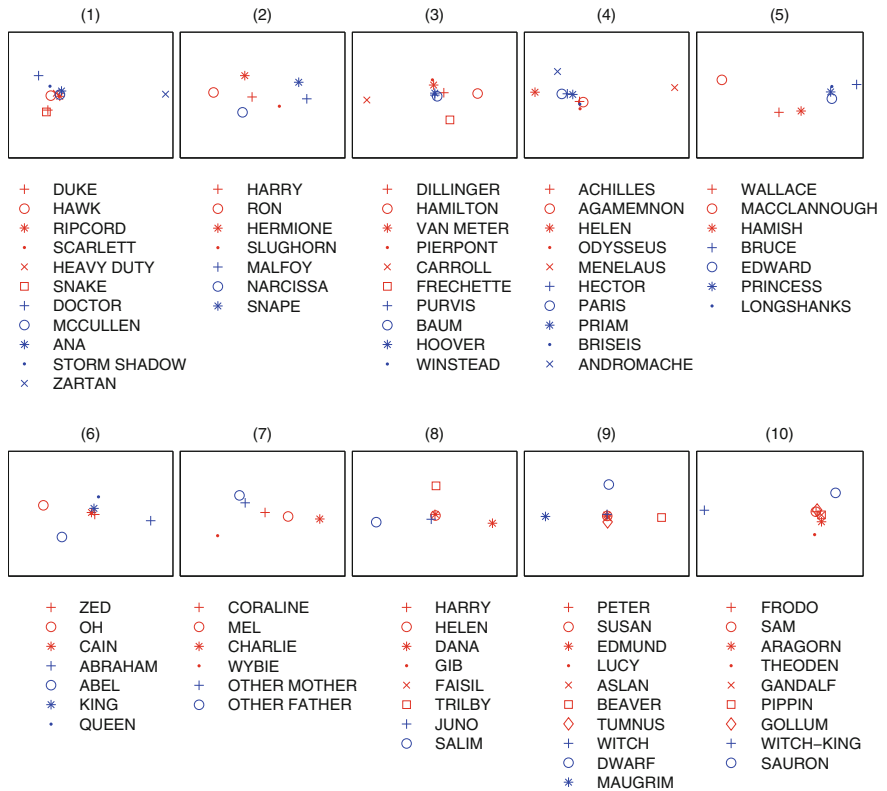 (1) (2) (3) (4) (5)
DUKE HARRY DILLINGER ACHILLES WALLACE
HAWK RON HAMILTON AGAMEMNON MACCLANNOUGH
RIPCORD HERMIONE VAN METER HELEN HAMISH
SCARLETT SLUGHORN PIERPONT ODYSSEUS BRUCE
HEAVY DUTY MALFOY CARROLL MENELAUS EDWARD
SNAKE NARCISSA FRECHETTE HECTOR PRINCESS
DOCTOR SNAPE PURVIS PARIS LONGSHANKS
MCCULLEN BAUM PRIAM
ANA HOOVER BRISEIS
STORM SHADOW WINSTEAD ANDROMACHE
ZARTAN
(6) (7) (8) (9) (10)
ZED CORALINE HARRY PETER FRODO
OH MEL HELEN SUSAN SAM
CAIN CHARLIE DANA EDMUND ARAGORN
ABRAHAM WYBIE GIB LUCY THEODEN
ABEL OTHER MOTHER FAISIL ASLAN GANDALF
KING OTHER FATHER TRILBY BEAVER PIPPIN
QUEEN JUNO TUMNUS GOLLUM
SALIM WITCH WITCH-KING
DWARF SAURON
MAUGRIM